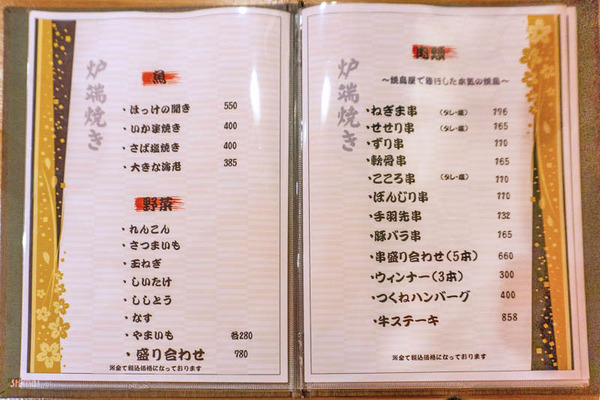 炉端焼き
魚
・ほっけの開き 550
・いか串焼き 400
・さば塩焼き 400
・大きな海老 385
野菜
・れんこん
・さつまいも
・玉ねぎ
・しいたけ
・ししとう
・なす
・やまいも 各280
・盛り合わせ 780
※全て税込価格になっております
炉端焼き
肉類
～焼鳥屋で修行した本気の焼鳥～
・ねぎま串 (タレ・塩) 176
・せせり串 (タレ・塩) 165
・ずり串 110
・軟骨串 165
・こころ串 (タレ・塩) 110
・ぼんじり串 110
・手羽先串 132
・豚バラ串 165
・串盛り合わせ(5本) 660
・ウィンナー(3本) 300
・つくねハンバーグ 400
・牛ステーキ 858
※全て税込価格になっております